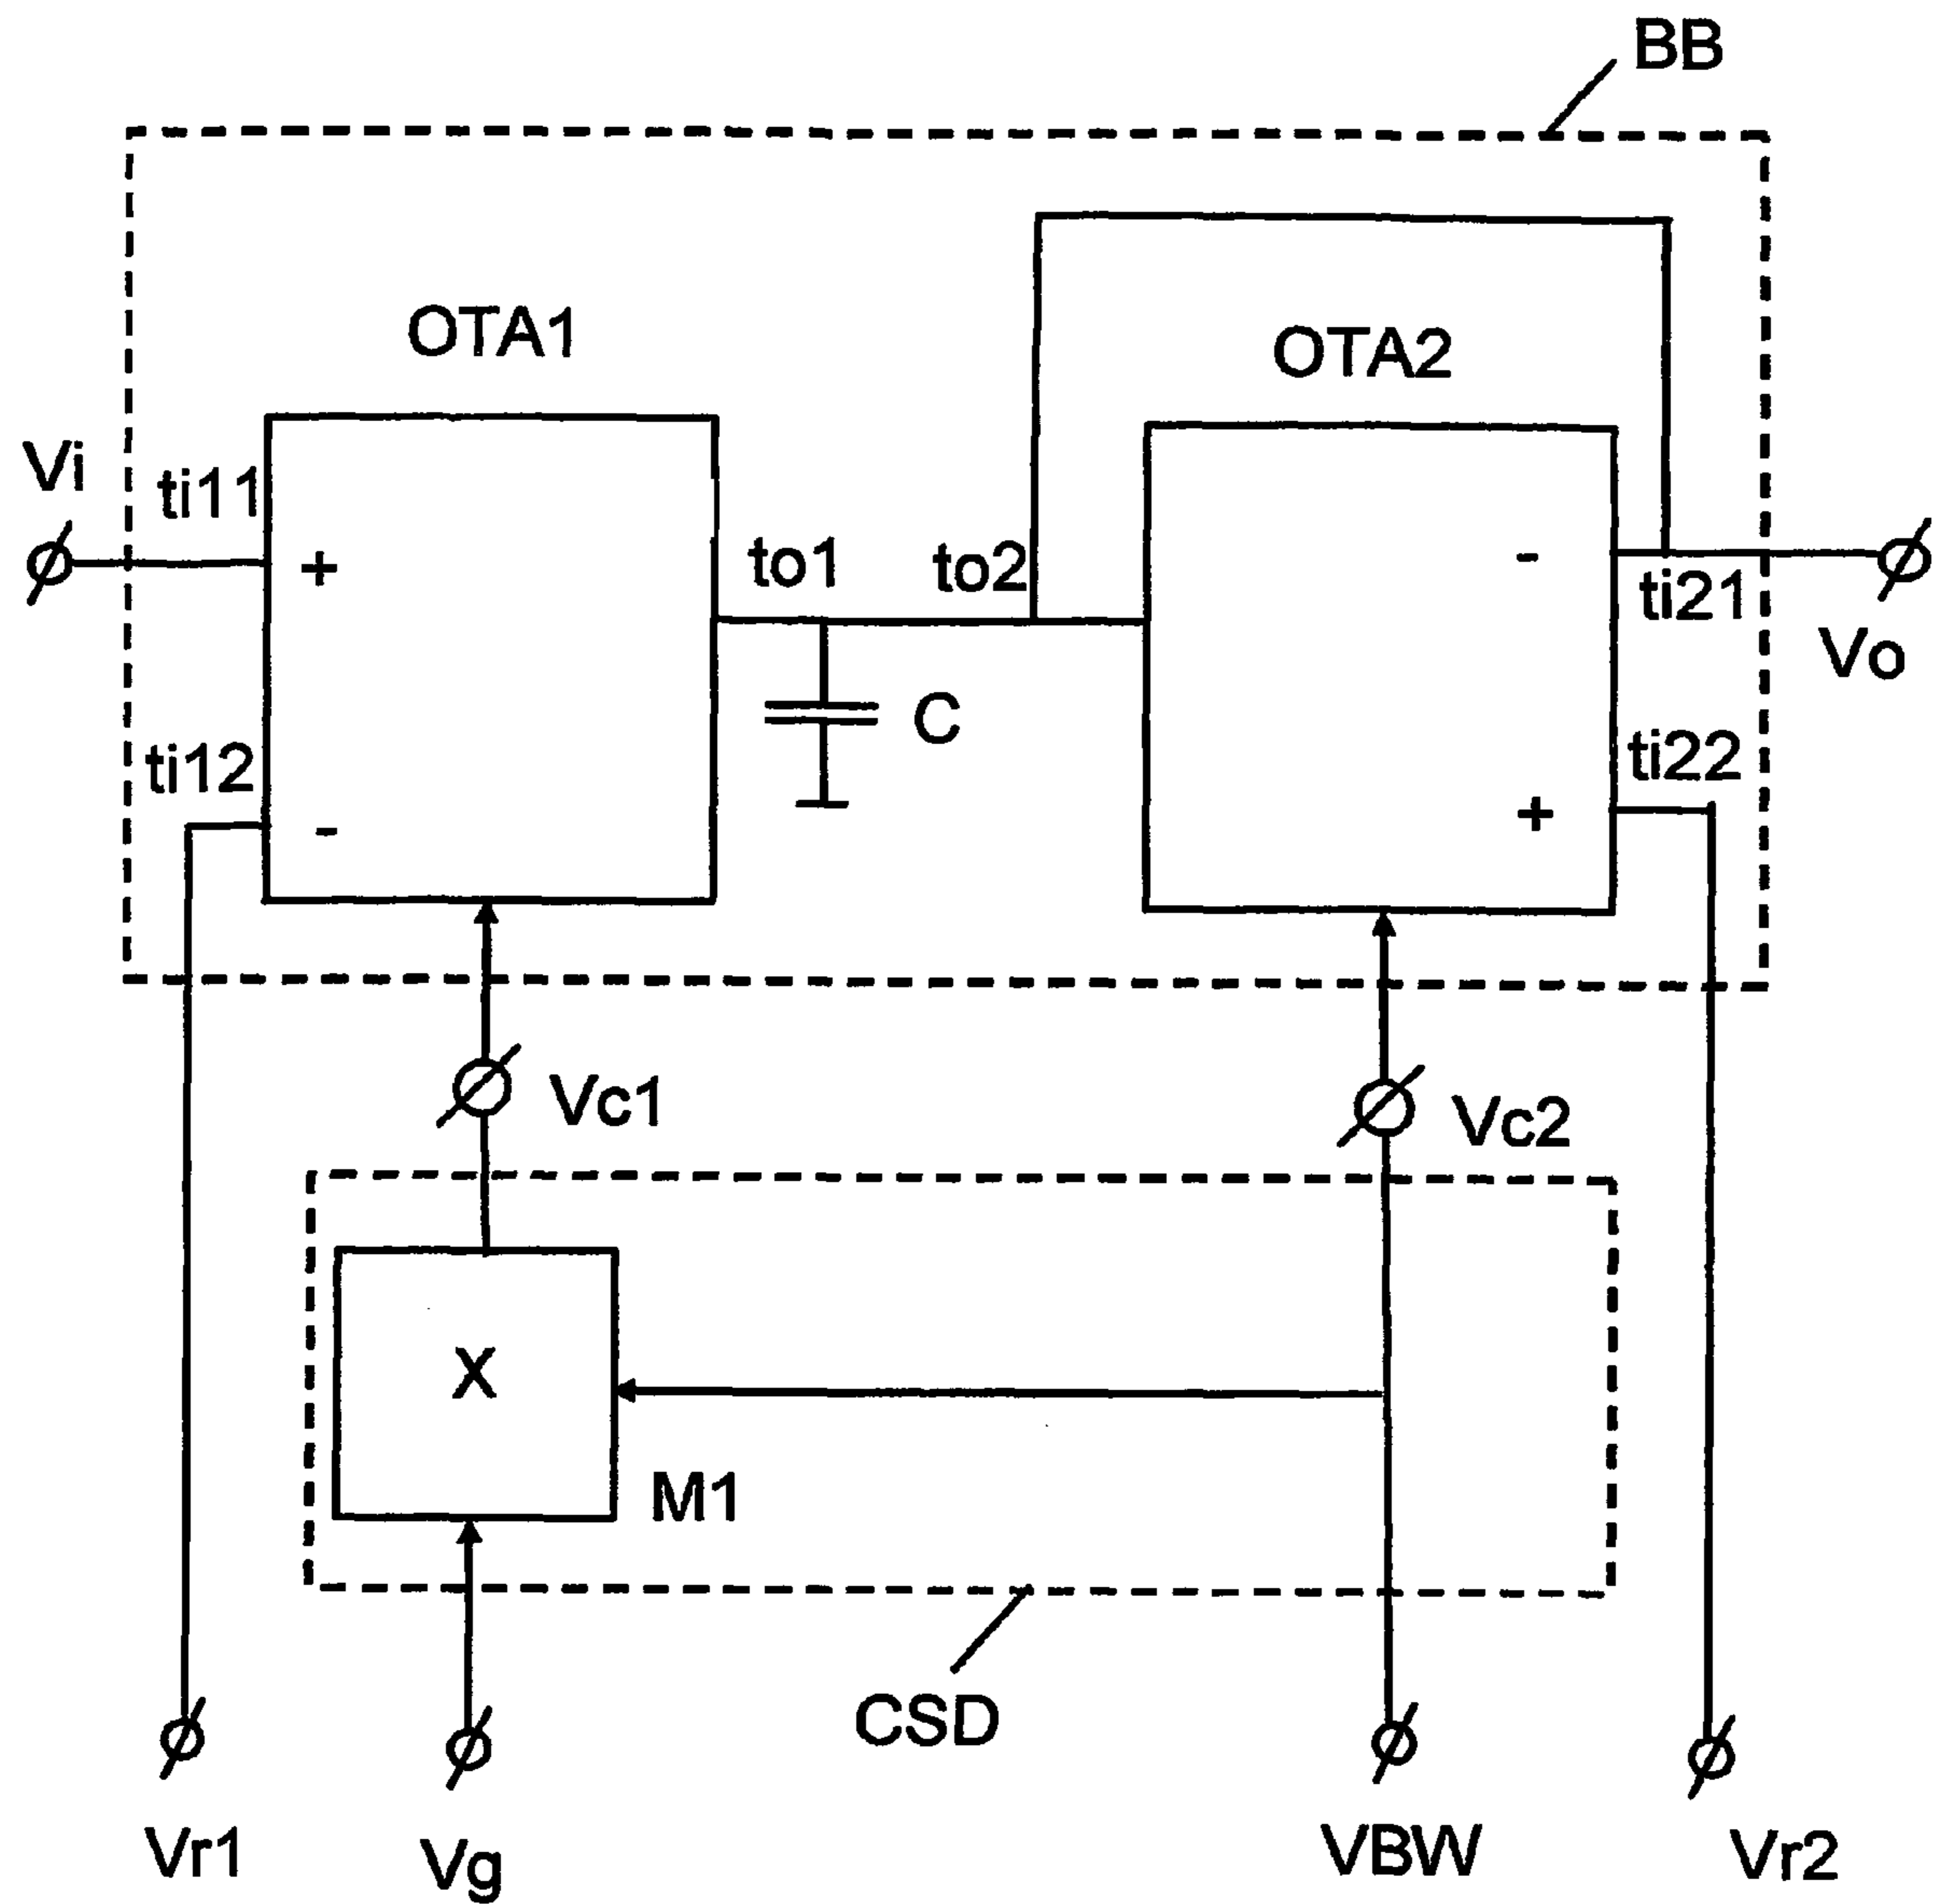 BB
OTA1
OTA2
Vi
ti11
+
-
to1
to2
ti21
Vo
C
ti12
ti22
-
+
Vc1
Vc2
X
M1
CSD
Vr1
Vg
VBW
Vr2